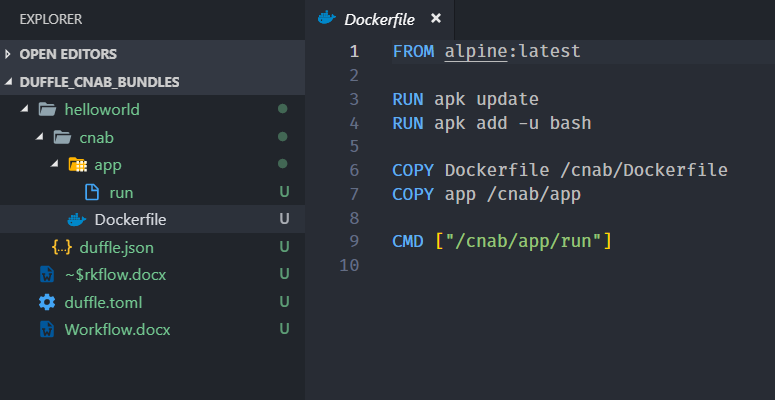 EXPLORER
OPEN EDITORS
DUFFLE_CNAB_BUNDLES
helloworld
cnab
app
run U
Dockerfile U
{..} duffle.json U
~$rkflow.docx U
duffle.toml U
Workflow.docx U
Dockerfile ×
1 FROM alpine:latest
2
3 RUN apk update
4 RUN apk add -u bash
5
6 COPY Dockerfile /cnab/Dockerfile
7 COPY app /cnab/app
8
9 CMD ["/cnab/app/run"]
10